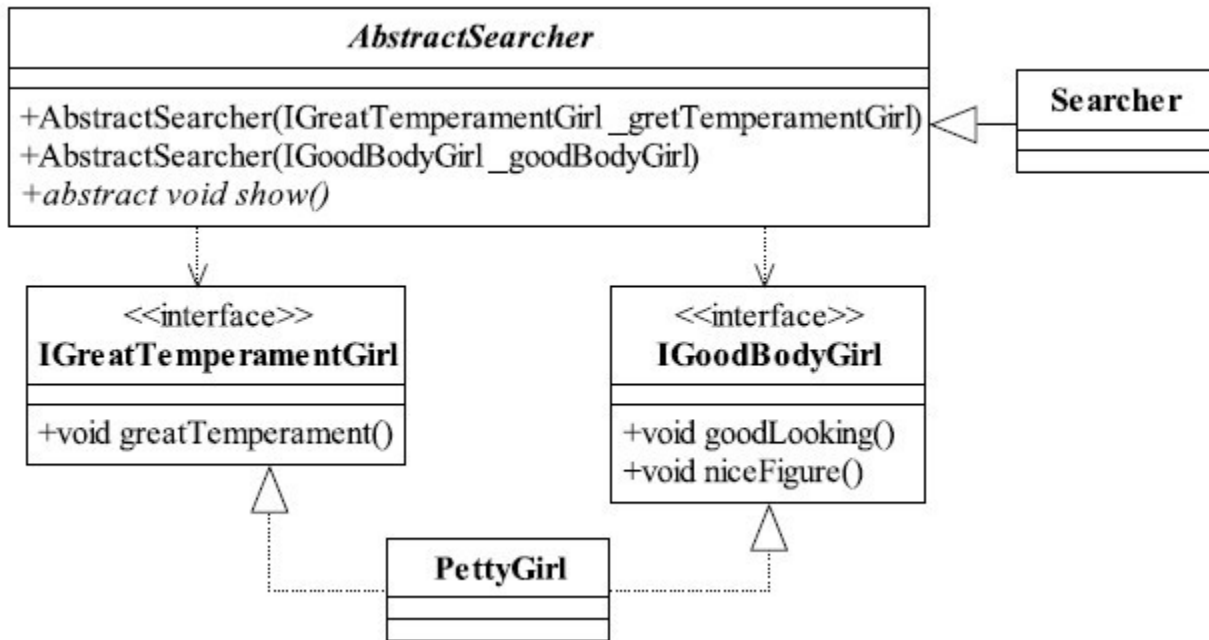 AbstractSearcher
+AbstractSearcher(IGreatTemperamentGirl _gretTemperamentGirl)
+AbstractSearcher(IGoodBodyGirl _goodBodyGirl)
+abstract void show()
Searcher
<<interface>>
IGreatTemperamentGirl
+void greatTemperament()
<<interface>>
IGoodBodyGirl
+void goodLooking()
+void niceFigure()
PettyGirl